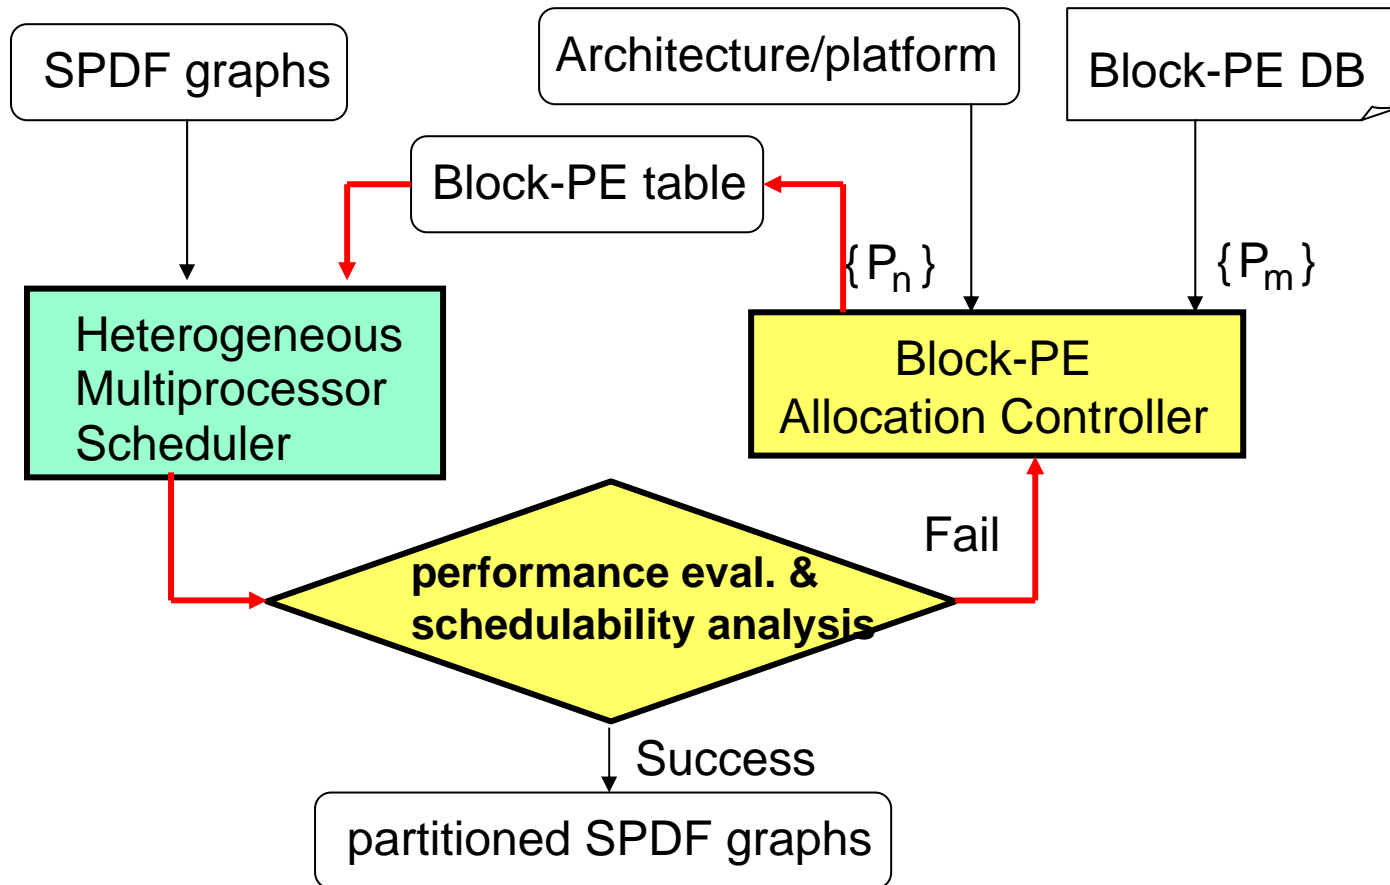 SPDF graphs
Architecture/platform
Block-PE DB
Block-PE table
{Pn}
{Pm}
Heterogeneous
Multiprocessor
Scheduler
Block-PE
Allocation Controller
Fail
performance eval. &
schedulability analysis
Success
partitioned SPDF graphs